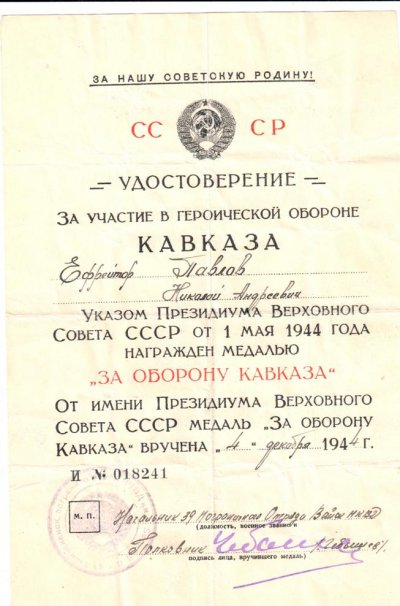 ЗА НАШУ СОВЕТСКУЮ РОДИНУ!
СС СР
УДОСТОВЕРЕНИЕ
ЗА УЧАСТИЕ В ГЕРОИЧЕСКОЙ ОБОРОНЕ
КАВКАЗА
Ефрейтор Павлов
Николай Андреевич
УКАЗОМ ПРЕЗИДИУМА ВЕРХОВНОГО
СОВЕТА СССР ОТ 1 МАЯ 1944 ГОДА
НАГРАЖДЕН МЕДАЛЬЮ
„ЗА ОБОРОНУ КАВКАЗА“
ОТ ИМЕНИ ПРЕЗИДИУМА ВЕРХОВНОГО
СОВЕТА СССР МЕДАЛЬ „ЗА ОБОРОНУ
КАВКАЗА“ ВРУЧЕНА „4“ декабря 1944 Г.
И № 018241
М. П.
Начальник 39 Погранично Отряда Войск НКВД
(должность, военное звание и
Полковник
подпись лица, вручившего медаль)